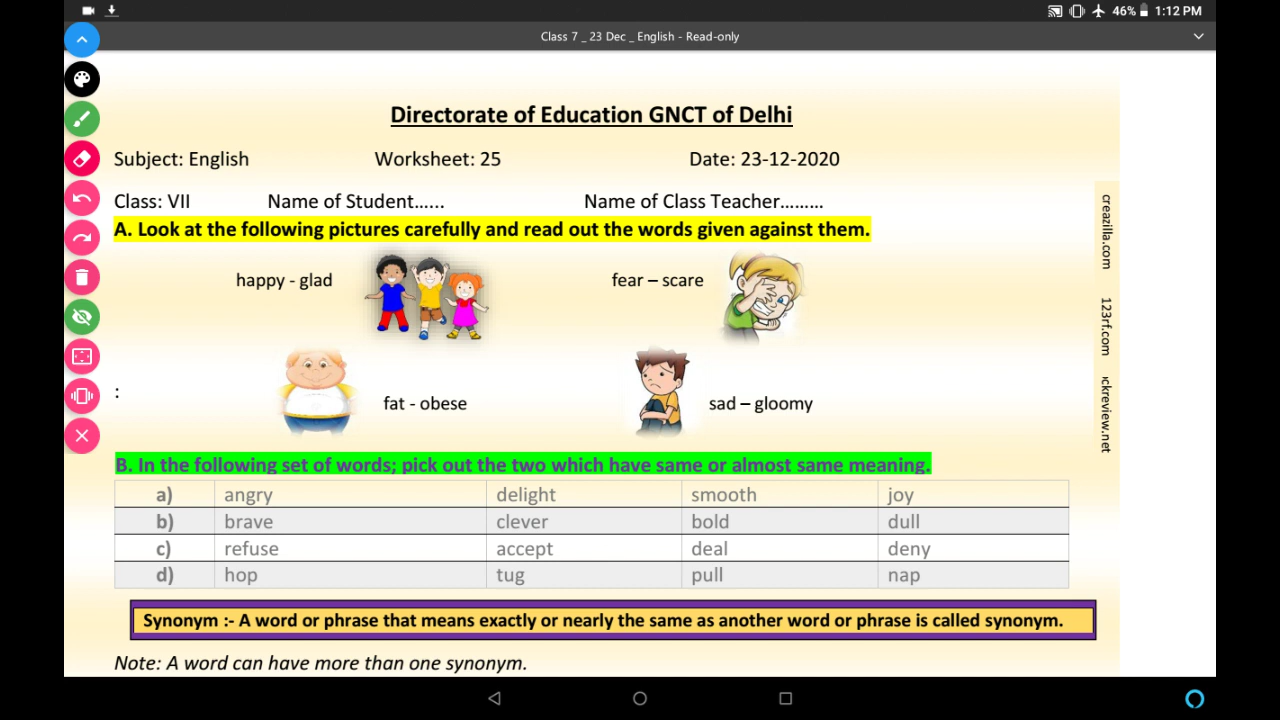 46% 1:12 PM
Class 7 _ 23 Dec _ English - Read-only
Directorate of Education GNCT of Delhi
Subject: English Worksheet: 25 Date: 23-12-2020
Class: VII Name of Student...... Name of Class Teacher.........
A. Look at the following pictures carefully and read out the words given against them.
happy - glad fear – scare
: fat - obese sad – gloomy
creazilla.com 123rf.com ckreview.net
B. In the following set of words; pick out the two which have same or almost same meaning.
a) angry delight smooth joy
b) brave clever bold dull
c) refuse accept deal deny
d) hop tug pull nap
Synonym :- A word or phrase that means exactly or nearly the same as another word or phrase is called synonym.
Note: A word can have more than one synonym.